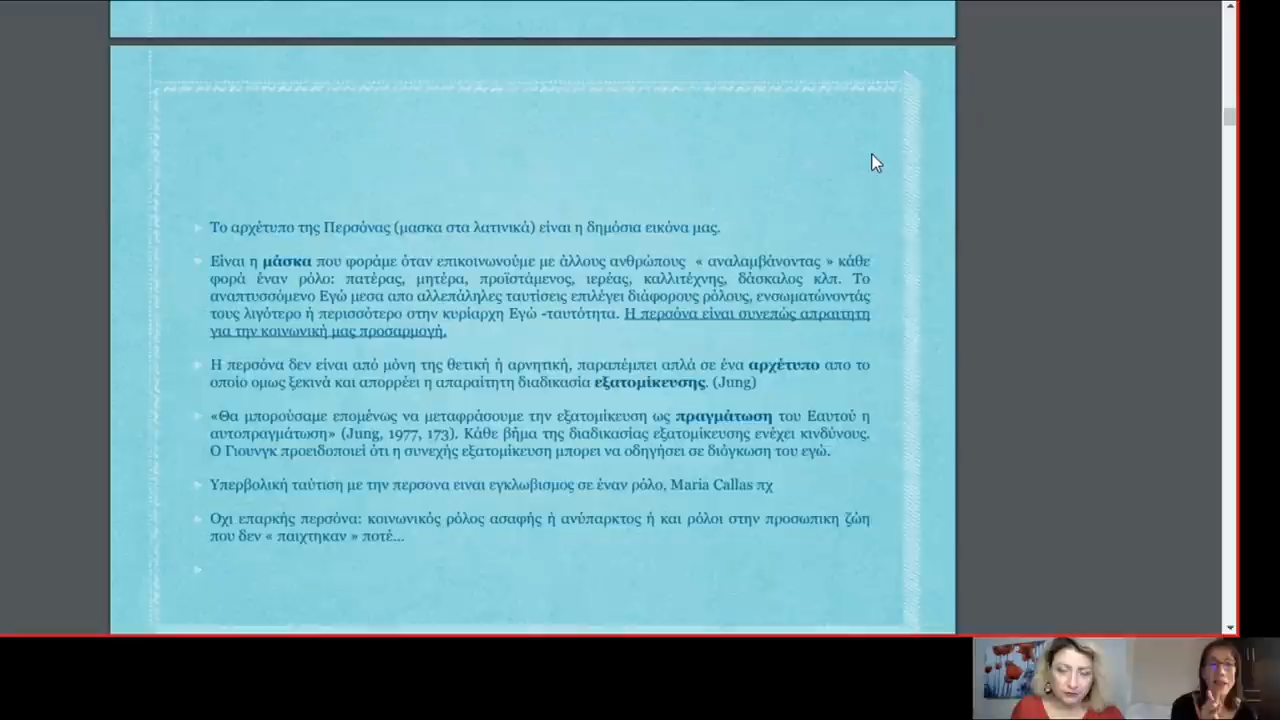 Το αρχέτυπο της Περσόνας (μασκα στα λατινικά) είναι η δημόσια εικόνα μας.
Είναι η μάσκα που φοράμε όταν επικοινωνούμε με άλλους ανθρώπους « αναλαμβάνοντας » κάθε
φορά έναν ρόλο: πατέρας, μητέρα, προϊστάμενος, ιερέας, καλλιτέχνης, δάσκαλος κλπ. Το
αναπτυσσόμενο Εγώ μεσα απο αλλεπάληλες ταυτίσεις επιλέγει διάφορους ρόλους, ενσωματώνοντάς
τους λιγότερο ή περισσότερο στην κυρίαρχη Εγώ -ταυτότητα. Η περσόνα είναι συνεπώς απραιτητη
για την κοινωνική μας προσαρμογή.
Η περσόνα δεν είναι από μόνη της θετική ή αρνητική, παραπέμπει απλά σε ένα αρχέτυπο απο το
οποίο ομως ξεκινά και απορρέει η απαραίτητη διαδικασία εξατομίκευσης. (Jung)
«Θα μπορούσαμε επομένως να μεταφράσουμε την εξατομίκευση ως πραγμάτωση του Εαυτού η
αυτοπραγμάτωση» (Jung, 1977, 173). Κάθε βήμα της διαδικασίας εξατομίκευσης ενέχει κινδύνους.
Ο Γιουνγκ προειδοποιεί ότι η συνεχής εξατομίκευση μπορει να οδηγήσει σε διόγκωση του εγώ.
Υπερβολική ταύτιση με την περσονα ειναι εγκλωβισμος σε έναν ρόλο, Maria Callas πχ
Οχι επαρκής περσόνα: κοινωνικός ρόλος ασαφής ή ανύπαρκτος ή και ρόλοι στην προσωπικη ζώη
που δεν « παιχτηκαν » ποτέ...